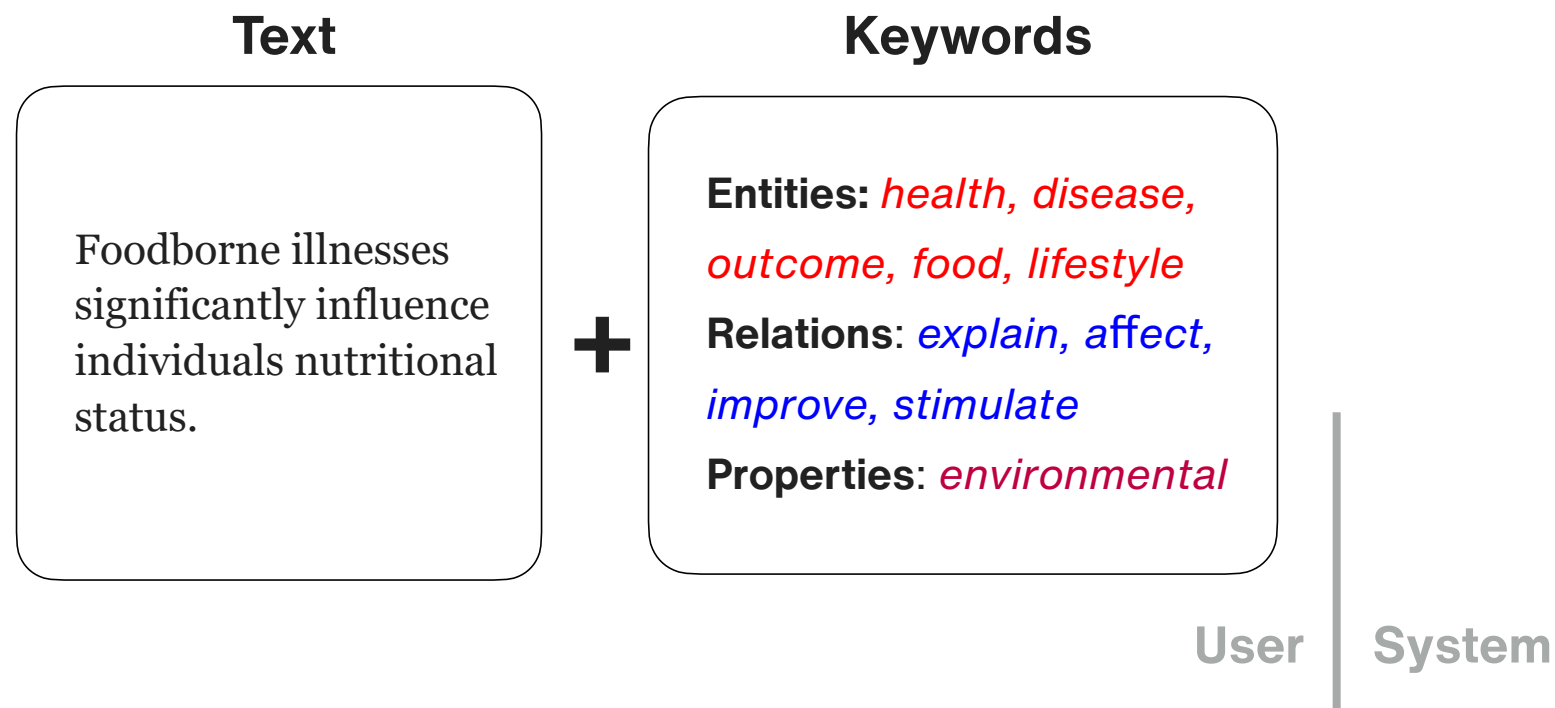 Text
Foodborne illnesses
significantly influence
individuals nutritional
status.
+
Keywords
Entities: health, disease,
outcome, food, lifestyle
Relations: explain, affect,
improve, stimulate
Properties: environmental
User
System